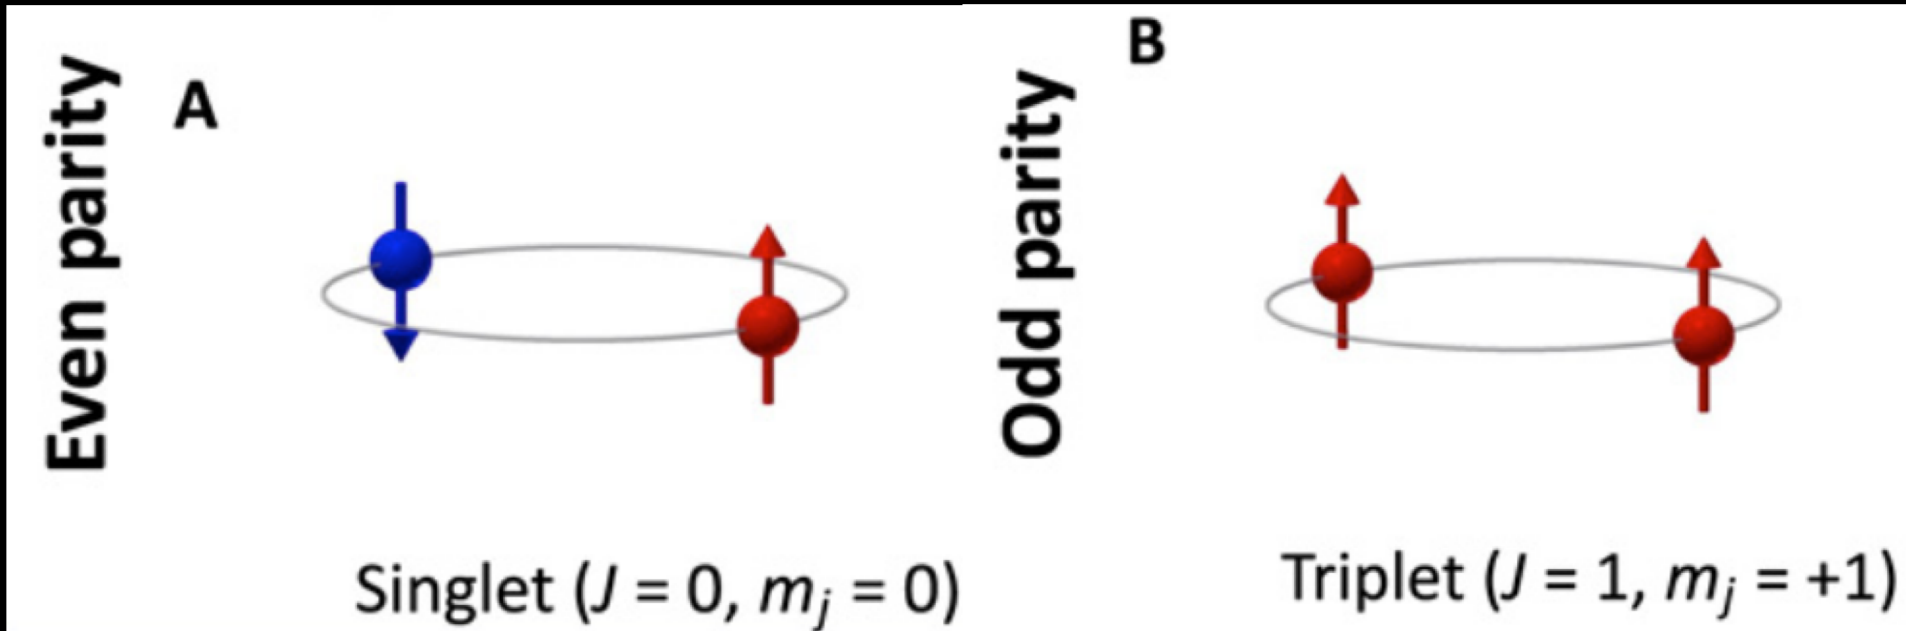 Even parity
A
Singlet (J = 0, mj = 0)
Odd parity
B
Triplet (J = 1, mj = +1)